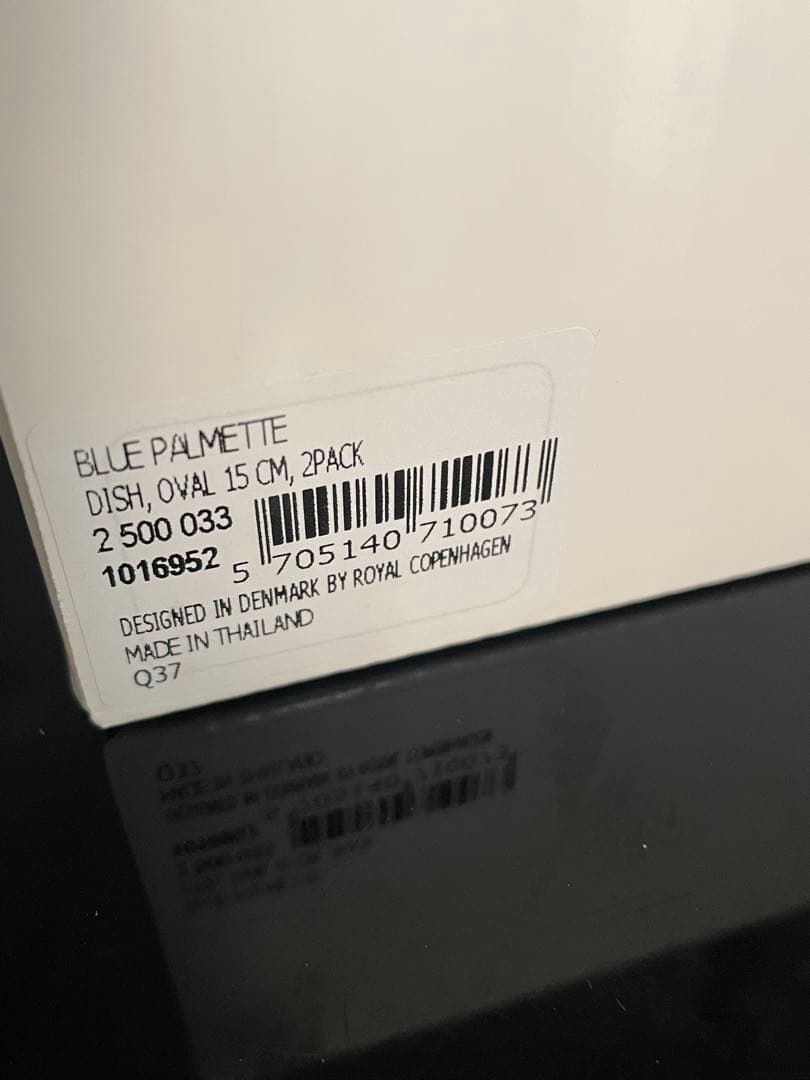 BLUE PALMETTE
DISH, OVAL 15 CM, 2PACK
2 500 033
1016952
5 705140 710073
DESIGNED IN DENMARK BY ROYAL COPENHAGEN
MADE IN THAILAND
Q37